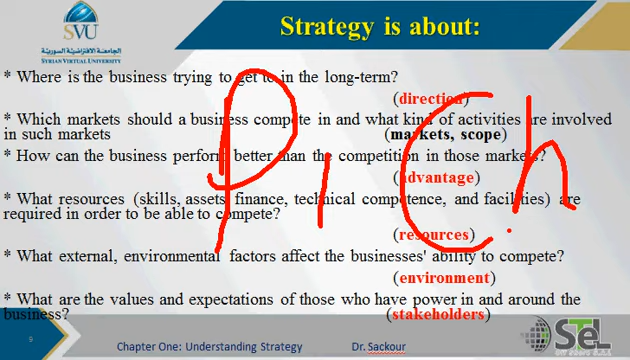 SVU
الجامعة الافتراضية السورية
SYRIAN VIRTUAL UNIVERSITY
Strategy is about:
* Where is the business trying to get to in the long-term?
(direction)
* Which markets should a business compete in and what kind of activities are involved
in such markets (markets, scope)
* How can the business perform better than the competition in those markets?
(advantage)
* What resources (skills, assets, finance, technical competence, and facilities) are
required in order to be able to compete?
(resources)
* What external, environmental factors affect the businesses' ability to compete?
(environment)
* What are the values and expectations of those who have power in and around the
business? (stakeholders)
P 1 Ch
9 Chapter One: Understanding Strategy Dr. Sackour
STeL